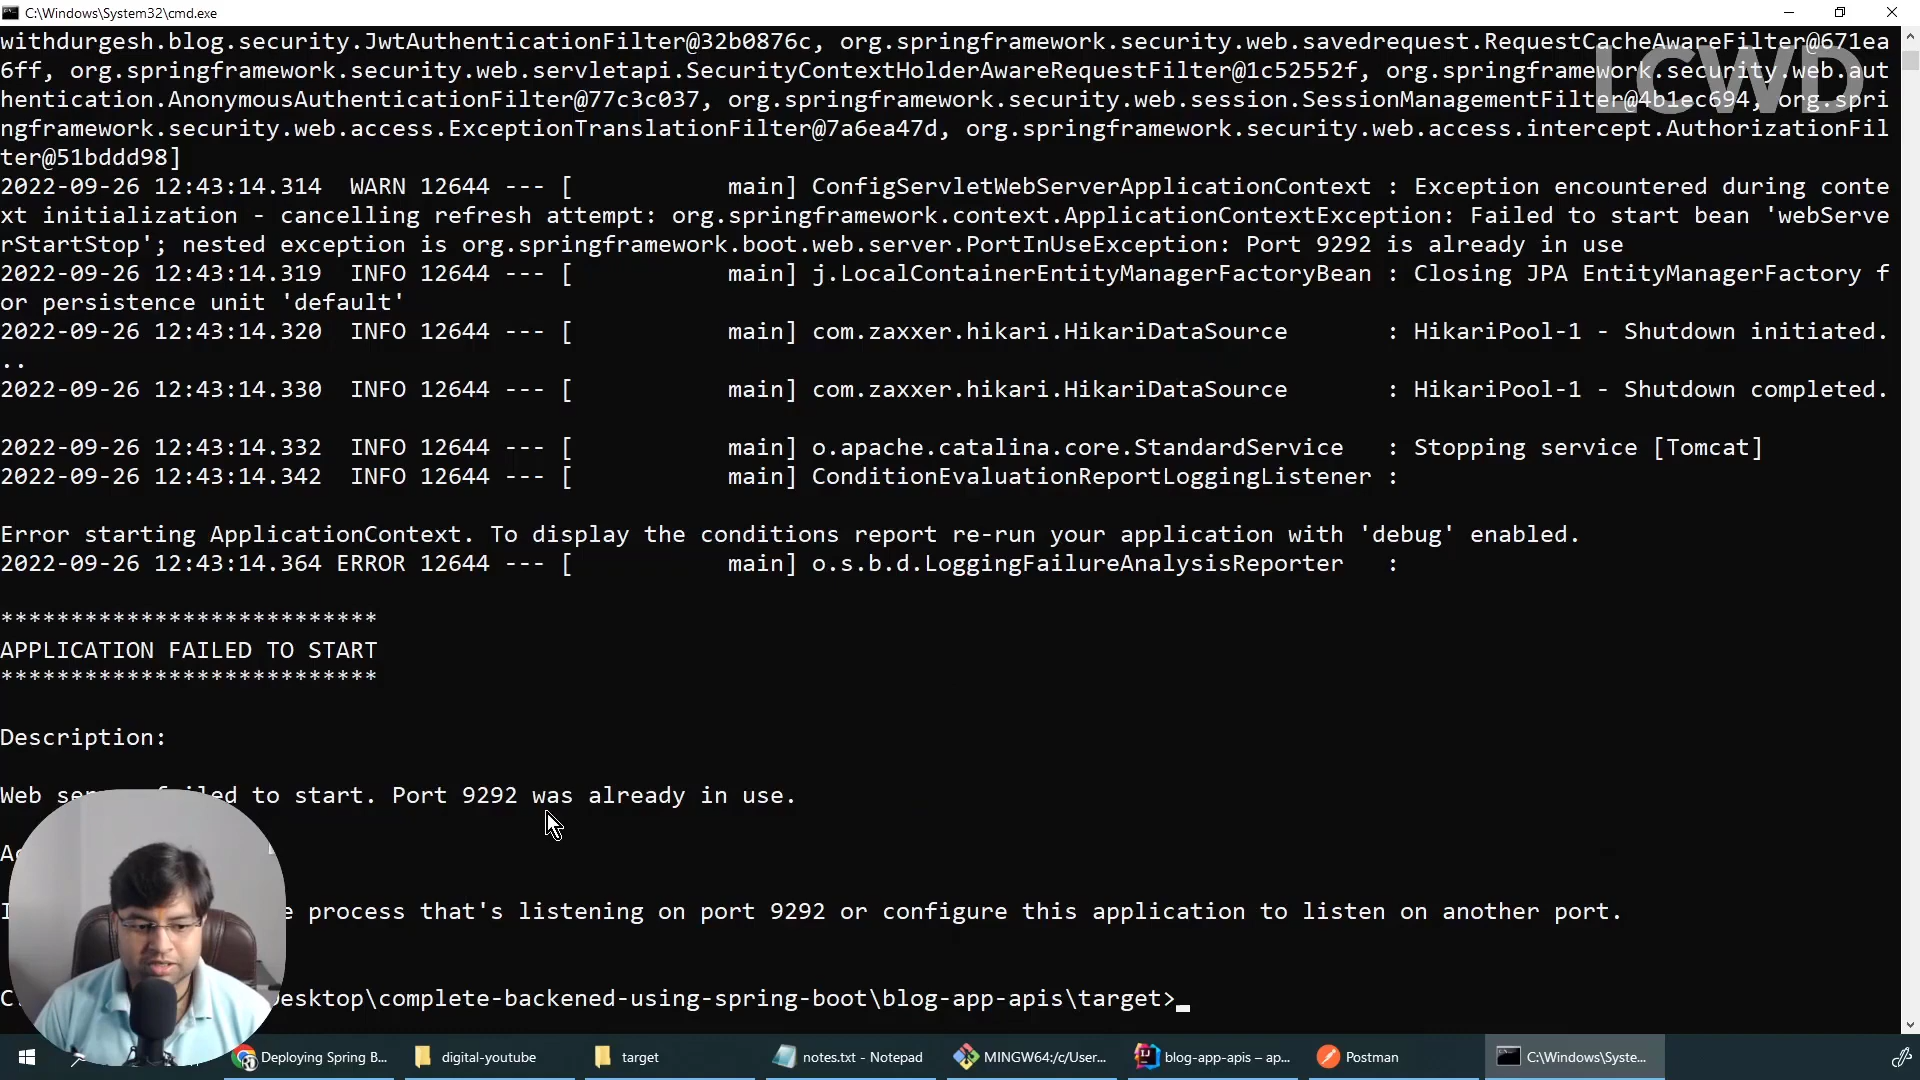 C:\Windows\System32\cmd.exe
withdurgesh.blog.security.JwtAuthenticationFilter@32b0876c, org.springframework.security.web.savedrequest.RequestCacheAwareFilter@671ea
6ff, org.springframework.security.web.servletapi.SecurityContextHolderAwareRequestFilter@1c52552f, org.springframework.security.web.aut
hentication.AnonymousAuthenticationFilter@77c3c037, org.springframework.security.web.session.SessionManagementFilter@4b1ec694, org.spri
ngframework.security.web.access.ExceptionTranslationFilter@7a6ea47d, org.springframework.security.web.access.intercept.AuthorizationFil
ter@51bddd98]
LCWD
2022-09-26 12:43:14.314  WARN 12644 --- [           main] ConfigServletWebServerApplicationContext : Exception encountered during conte
xt initialization - cancelling refresh attempt: org.springframework.context.ApplicationContextException: Failed to start bean 'webServe
rStartStop'; nested exception is org.springframework.boot.web.server.PortInUseException: Port 9292 is already in use
2022-09-26 12:43:14.319  INFO 12644 --- [           main] j.LocalContainerEntityManagerFactoryBean : Closing JPA EntityManagerFactory f
or persistence unit 'default'
2022-09-26 12:43:14.320  INFO 12644 --- [           main] com.zaxxer.hikari.HikariDataSource       : HikariPool-1 - Shutdown initiated.
..
2022-09-26 12:43:14.330  INFO 12644 --- [           main] com.zaxxer.hikari.HikariDataSource       : HikariPool-1 - Shutdown completed.
2022-09-26 12:43:14.332  INFO 12644 --- [           main] o.apache.catalina.core.StandardService   : Stopping service [Tomcat]
2022-09-26 12:43:14.342  INFO 12644 --- [           main] ConditionEvaluationReportLoggingListener :
Error starting ApplicationContext. To display the conditions report re-run your application with 'debug' enabled.
2022-09-26 12:43:14.364 ERROR 12644 --- [           main] o.s.b.d.LoggingFailureAnalysisReporter   :
***************************
APPLICATION FAILED TO START
***************************
Description:
Web failed to start. Port 9292 was already in use.
process that's listening on port 9292 or configure this application to listen on another port.
esktop\complete-backened-using-spring-boot\blog-app-apis\target>
Deploying Spring B...
digital-youtube
target
notes.txt - Notepad
MINGW64:/c/User...
blog-app-apis – ap...
Postman
C:\Windows\Syste...